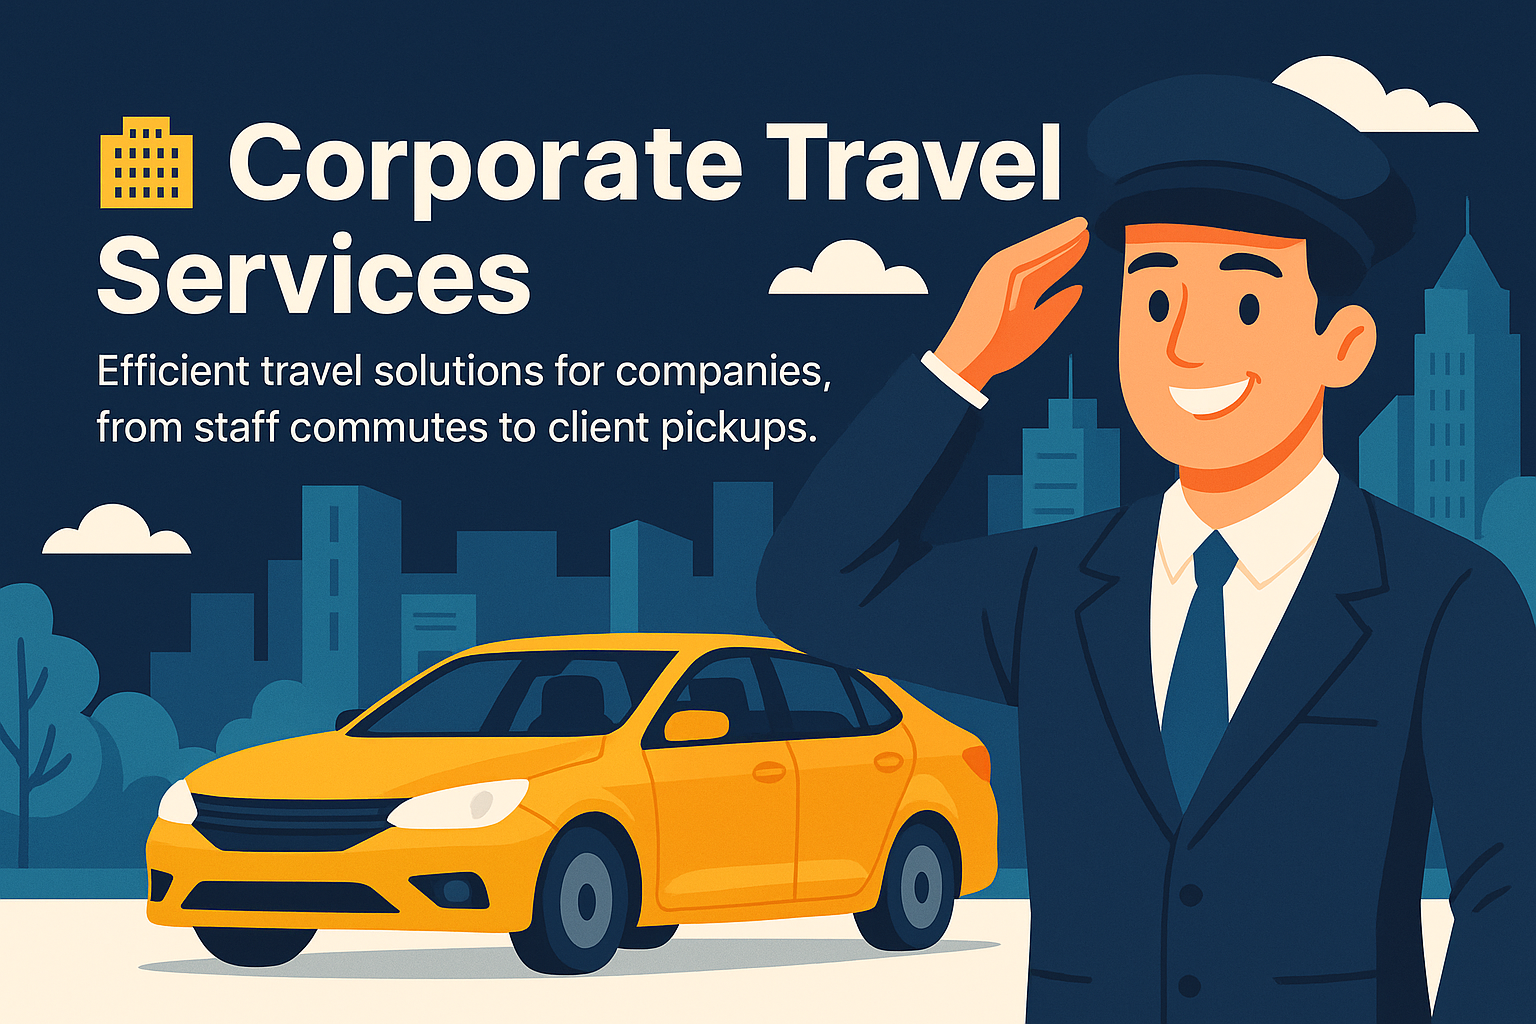 Corporate Travel
Services
Efficient travel solutions for companies,
from staff commutes to client pickups.